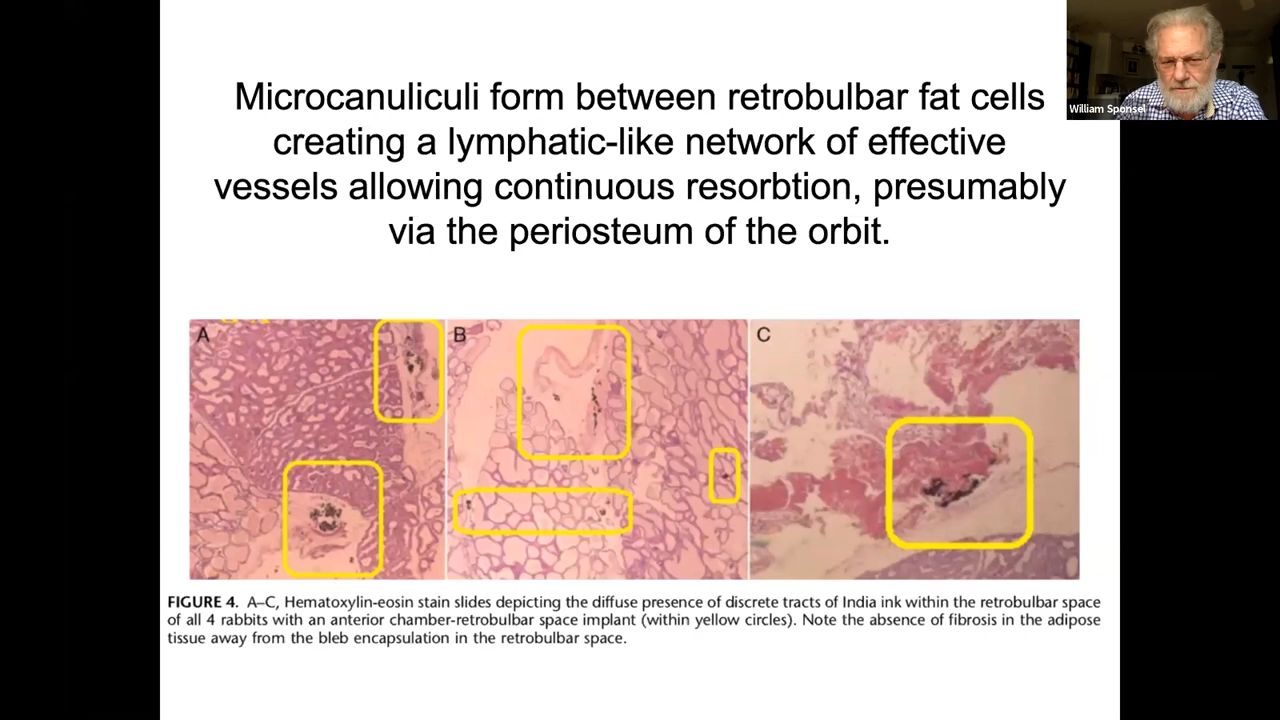 Microcanuliculi form between retrobulbar fat cells
creating a lymphatic-like network of effective
vessels allowing continuous resorbtion, presumably
via the periosteum of the orbit.
William Sponsel
A
B
C
FIGURE 4. A–C, Hematoxylin-eosin stain slides depicting the diffuse presence of discrete tracts of India ink within the retrobulbar space
of all 4 rabbits with an anterior chamber-retrobulbar space implant (within yellow circles). Note the absence of fibrosis in the adipose
tissue away from the bleb encapsulation in the retrobulbar space.